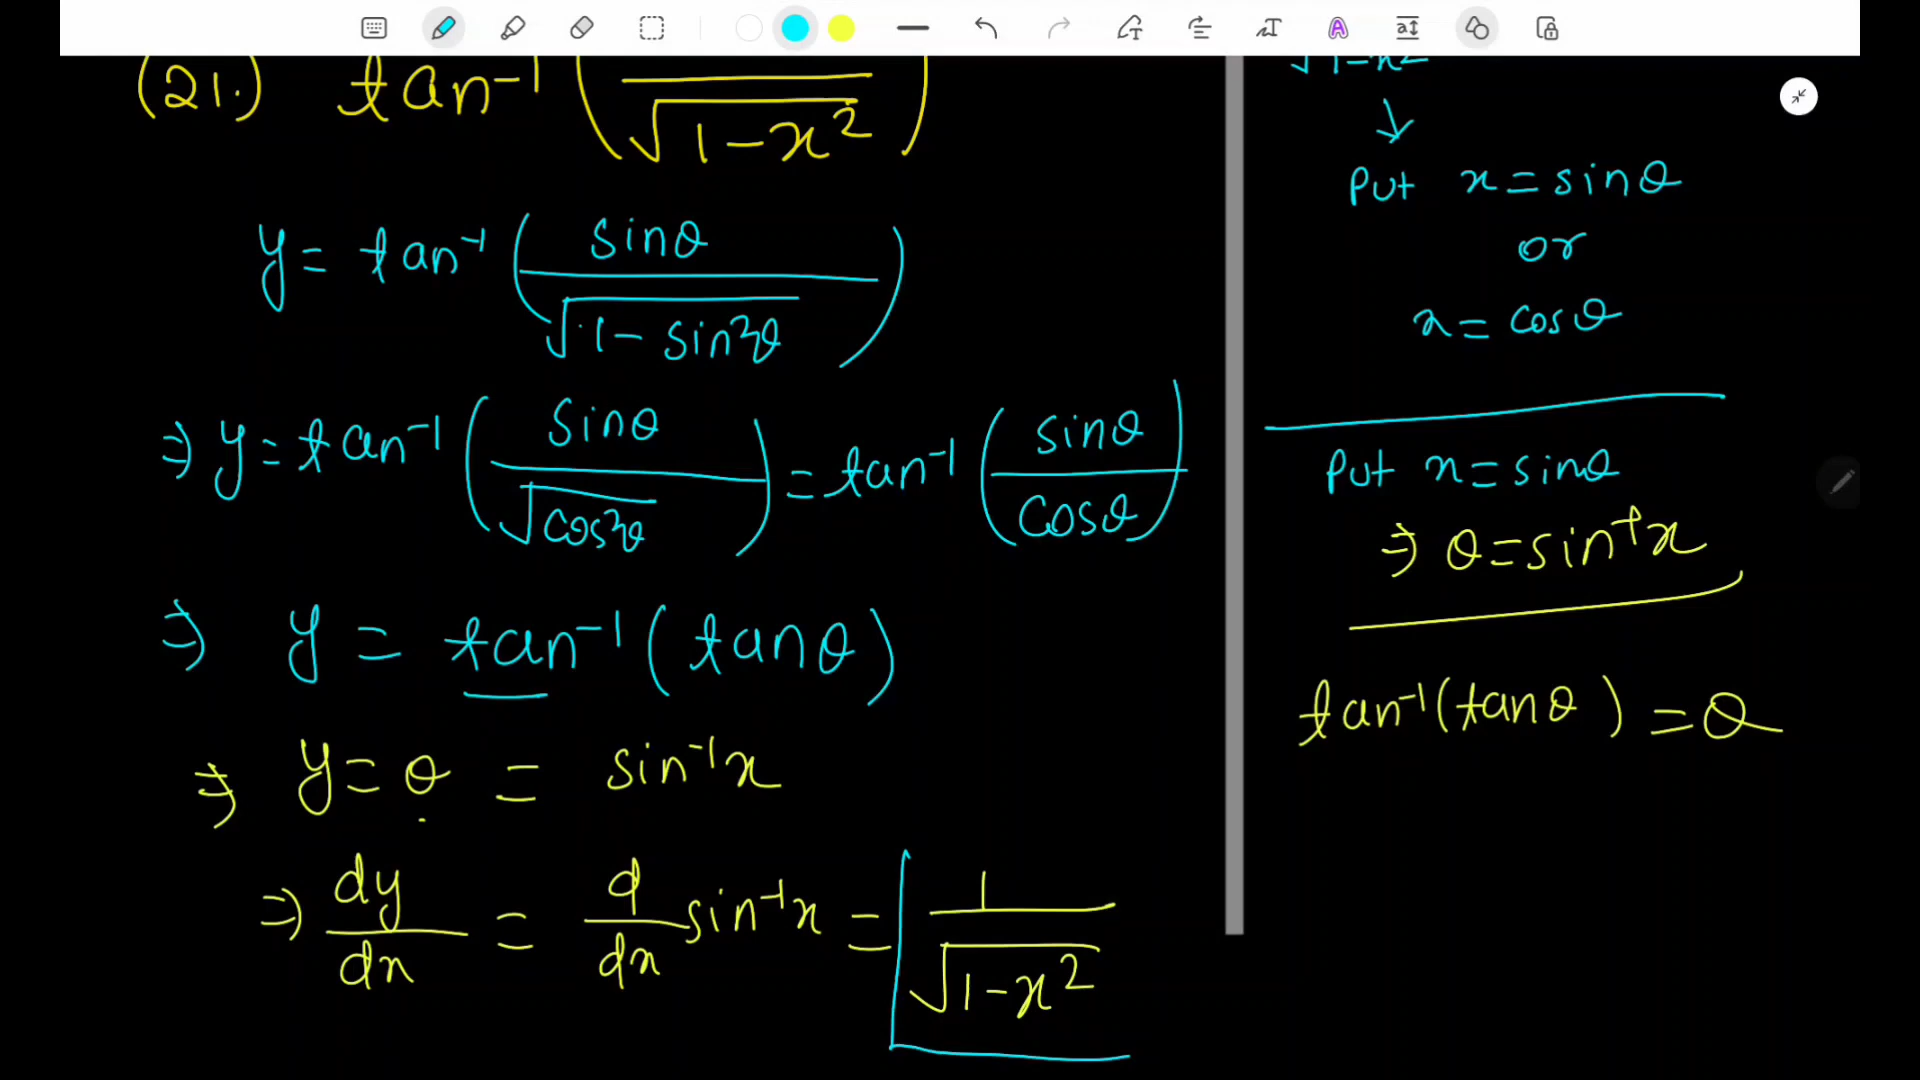 (21.) tan⁻¹ ( / √1-x² )
y = tan⁻¹ ( sinθ / √1 - sin²θ )
⇒ y = tan⁻¹ ( sinθ / √cos²θ ) = tan⁻¹ ( sinθ / cosθ )
⇒ y = tan⁻¹ ( tanθ )
⇒ y = θ = sin⁻¹x
⇒ dy/dx = d/dx sin⁻¹x = 1/√1-x²
√1-x²
↓
Put x = sinθ
or
x = cosθ
Put x = sinθ
⇒ θ = sin⁻¹x
tan⁻¹(tanθ) = θ